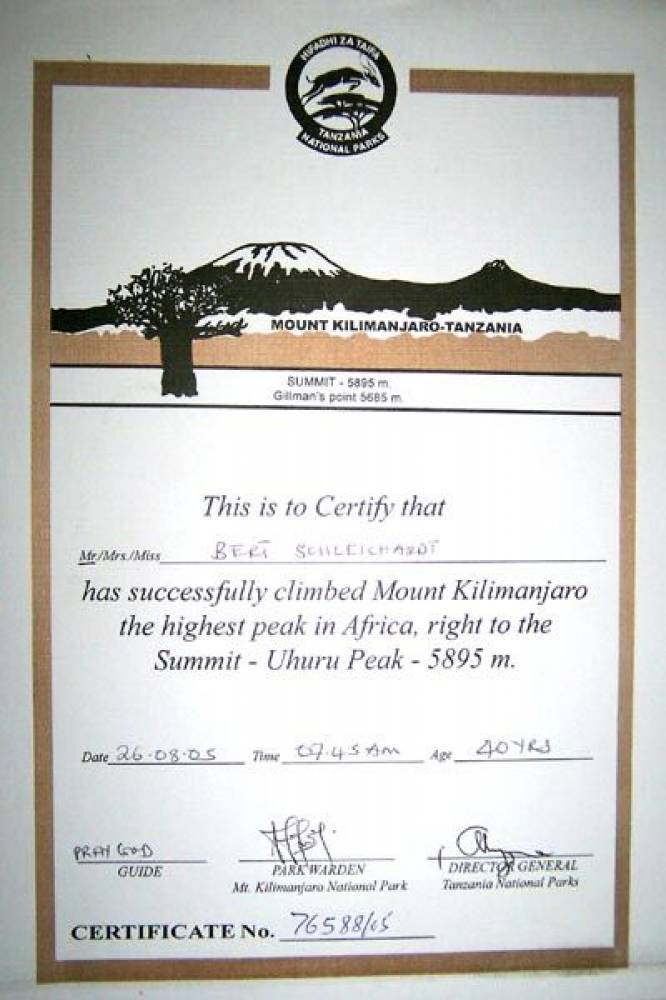 HIFADHI ZA TAIFA
TANZANIA
NATIONAL PARKS
MOUNT KILIMANJARO-TANZANIA
SUMMIT - 5895 m.
Gillman's point 5685 m.
This is to Certify that
Mr./Mrs./Miss BERT SCHLEICHARDT
has successfully climbed Mount Kilimanjaro
the highest peak in Africa, right to the
Summit - Uhuru Peak - 5895 m.
Date 26.08.05 Time 07.45 AM Age 40 YRS
PRAY GOD
GUIDE PARK WARDEN DIRECTOR GENERAL
Mt. Kilimanjaro National Park Tanzania National Parks
CERTIFICATE No. 76588/05